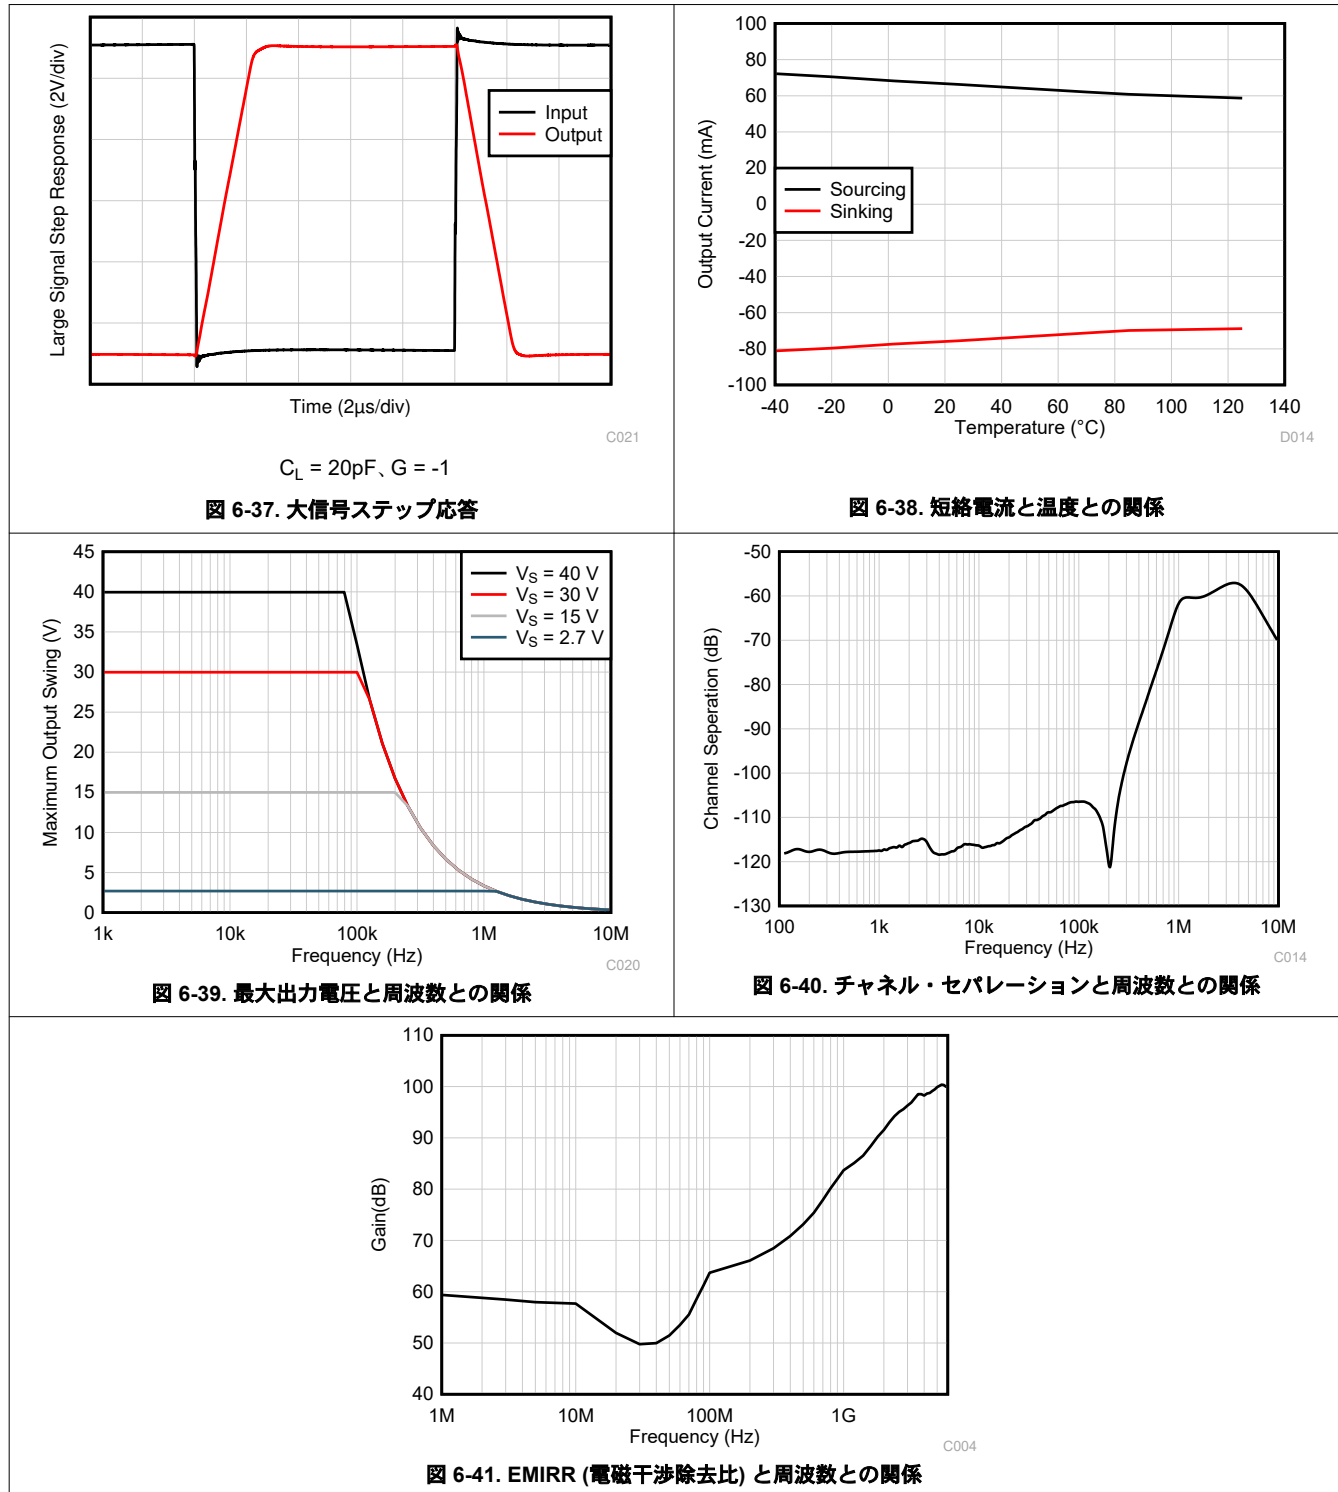 Large Signal Step Response (2V/div)
Input
Output
Time (2µs/div)
C021
C_L = 20pF、G = -1
図 6-37. 大信号ステップ応答
Output Current (mA)
100
80
60
40
20
0
-20
-40
-60
-80
-100
Sourcing
Sinking
-40 -20 0 20 40 60 80 100 120 140
Temperature (°C)
D014
図 6-38. 短絡電流と温度との関係
Maximum Output Swing (V)
45
40
35
30
25
20
15
10
5
0
V_S = 40 V
V_S = 30 V
V_S = 15 V
V_S = 2.7 V
1k 10k 100k 1M 10M
Frequency (Hz)
C020
図 6-39. 最大出力電圧と周波数との関係
Channel Seperation (dB)
-50
-60
-70
-80
-90
-100
-110
-120
-130
100 1k 10k 100k 1M 10M
Frequency (Hz)
C014
図 6-40. チャネル・セパレーションと周波数との関係
Gain(dB)
110
100
90
80
70
60
50
40
1M 10M 100M 1G
Frequency (Hz)
C004
図 6-41. EMIRR (電磁干渉除去比) と周波数との関係